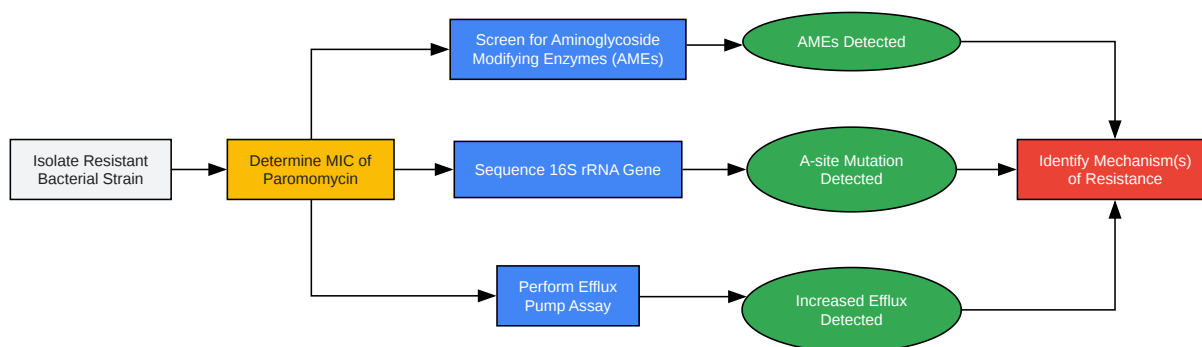 Isolate Resistant
Bacterial Strain
Determine MIC of
Paromomycin
Screen for Aminoglycoside
Modifying Enzymes (AMEs)
AMEs Detected
Sequence 16S rRNA Gene
A-site Mutation
Detected
Perform Efflux
Pump Assay
Increased Efflux
Detected
Identify Mechanism(s)
of Resistance